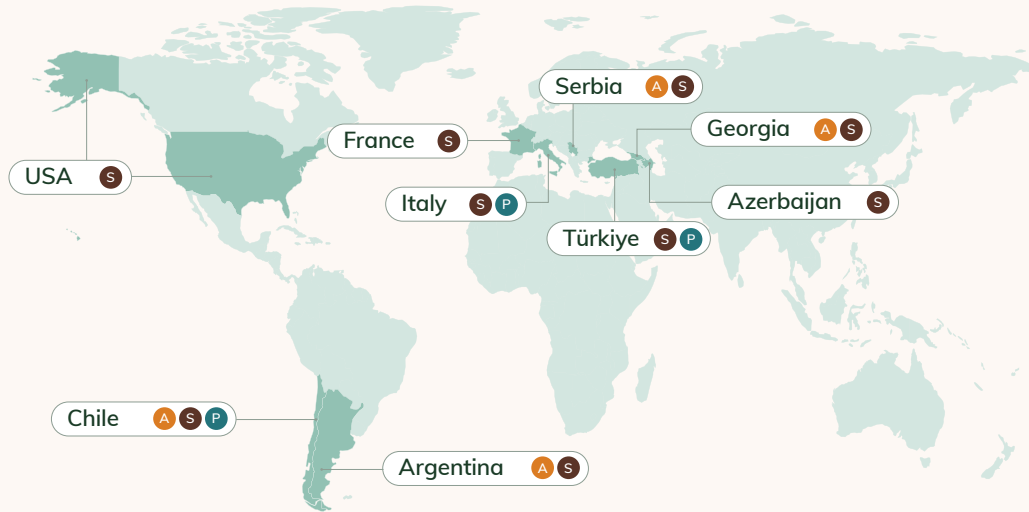 Serbia A S
Georgia A S
France S
USA S
Italy S P
Azerbaijan S
Türkiye S P
Chile A S P
Argentina A S